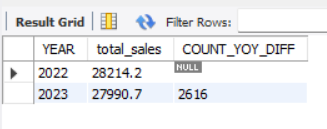 Result Grid Filter Rows:
YEAR total_sales COUNT_YOY_DIFF
2022 28214.2 NULL
2023 27990.7 2616